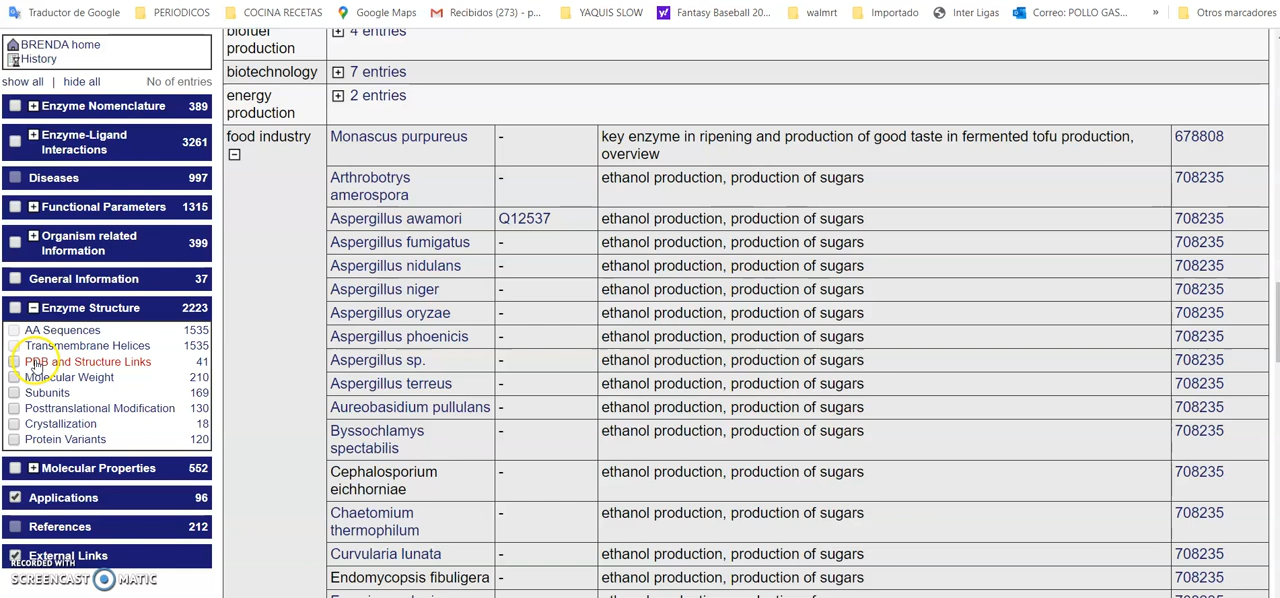 Traductor de Google PERIODICOS COCINA RECETAS Google Maps Recibidos (273) - p... YAQUIS SLOW Fantasy Baseball 20... walmrt Importado Inter Ligas Correo: POLLO GAS... » Otros marcadores
BRENDA home
History
show all | hide all No of entries
Enzyme Nomenclature 389
Enzyme-Ligand
Interactions 3261
Diseases 997
Functional Parameters 1315
Organism related
Information 399
General Information 37
Enzyme Structure 2223
AA Sequences 1535
Transmembrane Helices 1535
PDB and Structure Links 41
Molecular Weight 210
Subunits 169
Posttranslational Modification 130
Crystallization 18
Protein Variants 120
Molecular Properties 552
Applications 96
References 212
External Links
RECORDED WITH
SCREENCAST MATIC
biofuel
production 4 entries
biotechnology 7 entries
energy
production 2 entries
food industry Monascus purpureus - key enzyme in ripening and production of good taste in fermented tofu production,
overview 678808
Arthrobotrys
amerospora - ethanol production, production of sugars 708235
Aspergillus awamori Q12537 ethanol production, production of sugars 708235
Aspergillus fumigatus - ethanol production, production of sugars 708235
Aspergillus nidulans - ethanol production, production of sugars 708235
Aspergillus niger - ethanol production, production of sugars 708235
Aspergillus oryzae - ethanol production, production of sugars 708235
Aspergillus phoenicis - ethanol production, production of sugars 708235
Aspergillus sp. - ethanol production, production of sugars 708235
Aspergillus terreus - ethanol production, production of sugars 708235
Aureobasidium pullulans - ethanol production, production of sugars 708235
Byssochlamys
spectabilis - ethanol production, production of sugars 708235
Cephalosporium
eichhorniae - ethanol production, production of sugars 708235
Chaetomium
thermophilum - ethanol production, production of sugars 708235
Curvularia lunata - ethanol production, production of sugars 708235
Endomycopsis fibuligera - ethanol production, production of sugars 708235